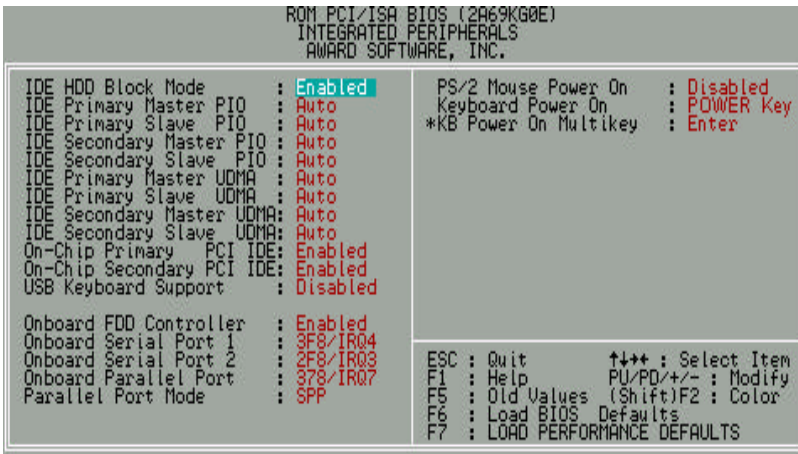 ROM PCI/ISA BIOS (2A69KG0E)
INTEGRATED PERIPHERALS
AWARD SOFTWARE, INC.
IDE HDD Block Mode : Enabled
IDE Primary Master PIO : Auto
IDE Primary Slave PIO : Auto
IDE Secondary Master PIO : Auto
IDE Secondary Slave PIO : Auto
IDE Primary Master UDMA : Auto
IDE Primary Slave UDMA : Auto
IDE Secondary Master UDMA: Auto
IDE Secondary Slave UDMA: Auto
On-Chip Primary PCI IDE: Enabled
On-Chip Secondary PCI IDE: Enabled
USB Keyboard Support : Disabled
Onboard FDD Controller : Enabled
Onboard Serial Port 1 : 3F8/IRQ4
Onboard Serial Port 2 : 2F8/IRQ3
Onboard Parallel Port : 378/IRQ7
Parallel Port Mode : SPP
PS/2 Mouse Power On : Disabled
Keyboard Power On : POWER Key
*KB Power On Multikey : Enter
ESC : Quit ↑↓→← : Select Item
F1 : Help PU/PD/+/- : Modify
F5 : Old Values (Shift)F2 : Color
F6 : Load BIOS Defaults
F7 : LOAD PERFORMANCE DEFAULTS